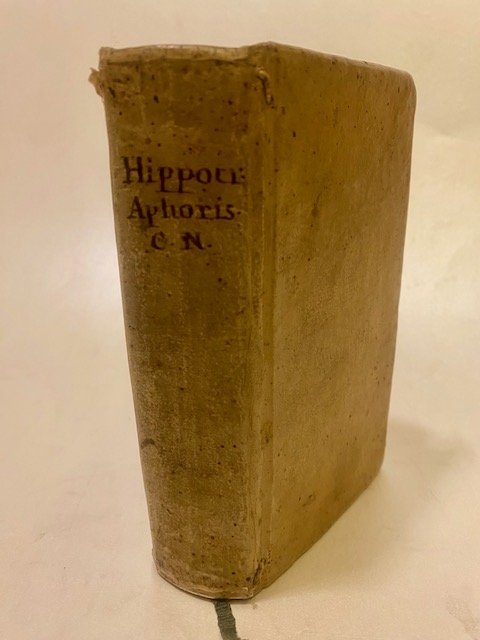 Hippocr:
Aphoris.
C. N.